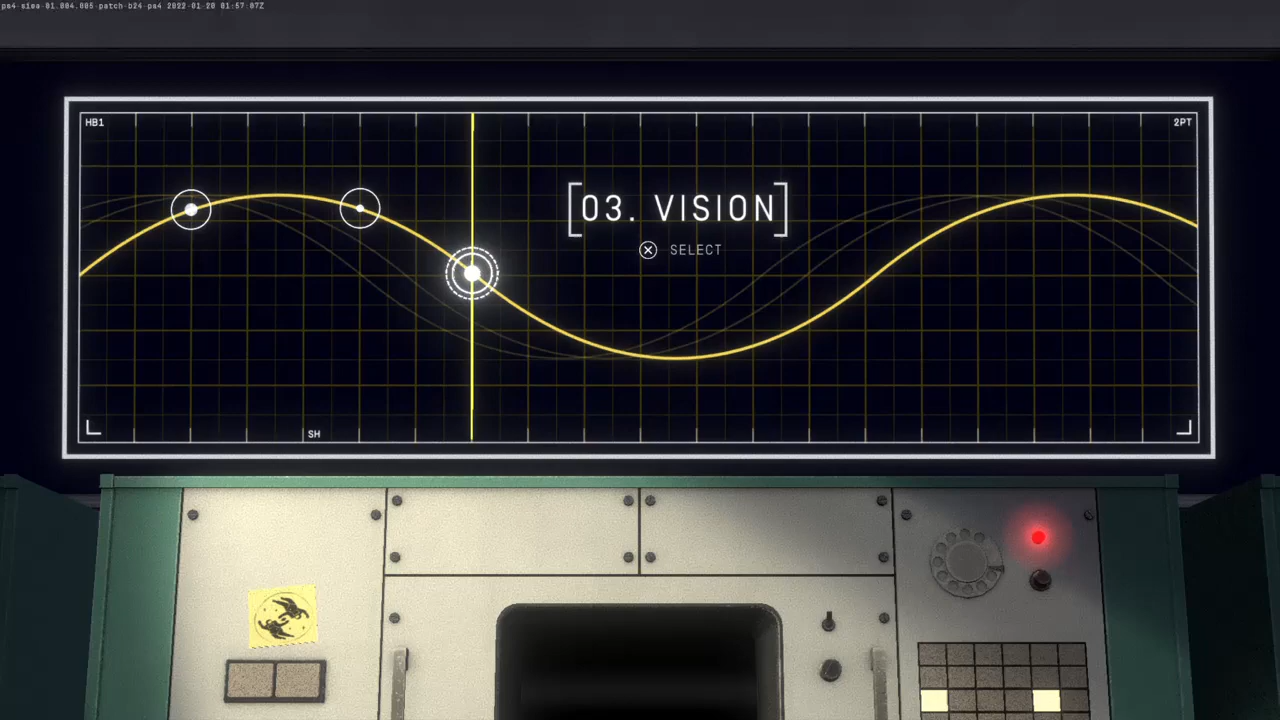 ps4-siea-01.004.005-patch-b24-ps4 2022-01-20 01:57:07Z
HB1
2PT
[03. VISION]
SELECT
SH